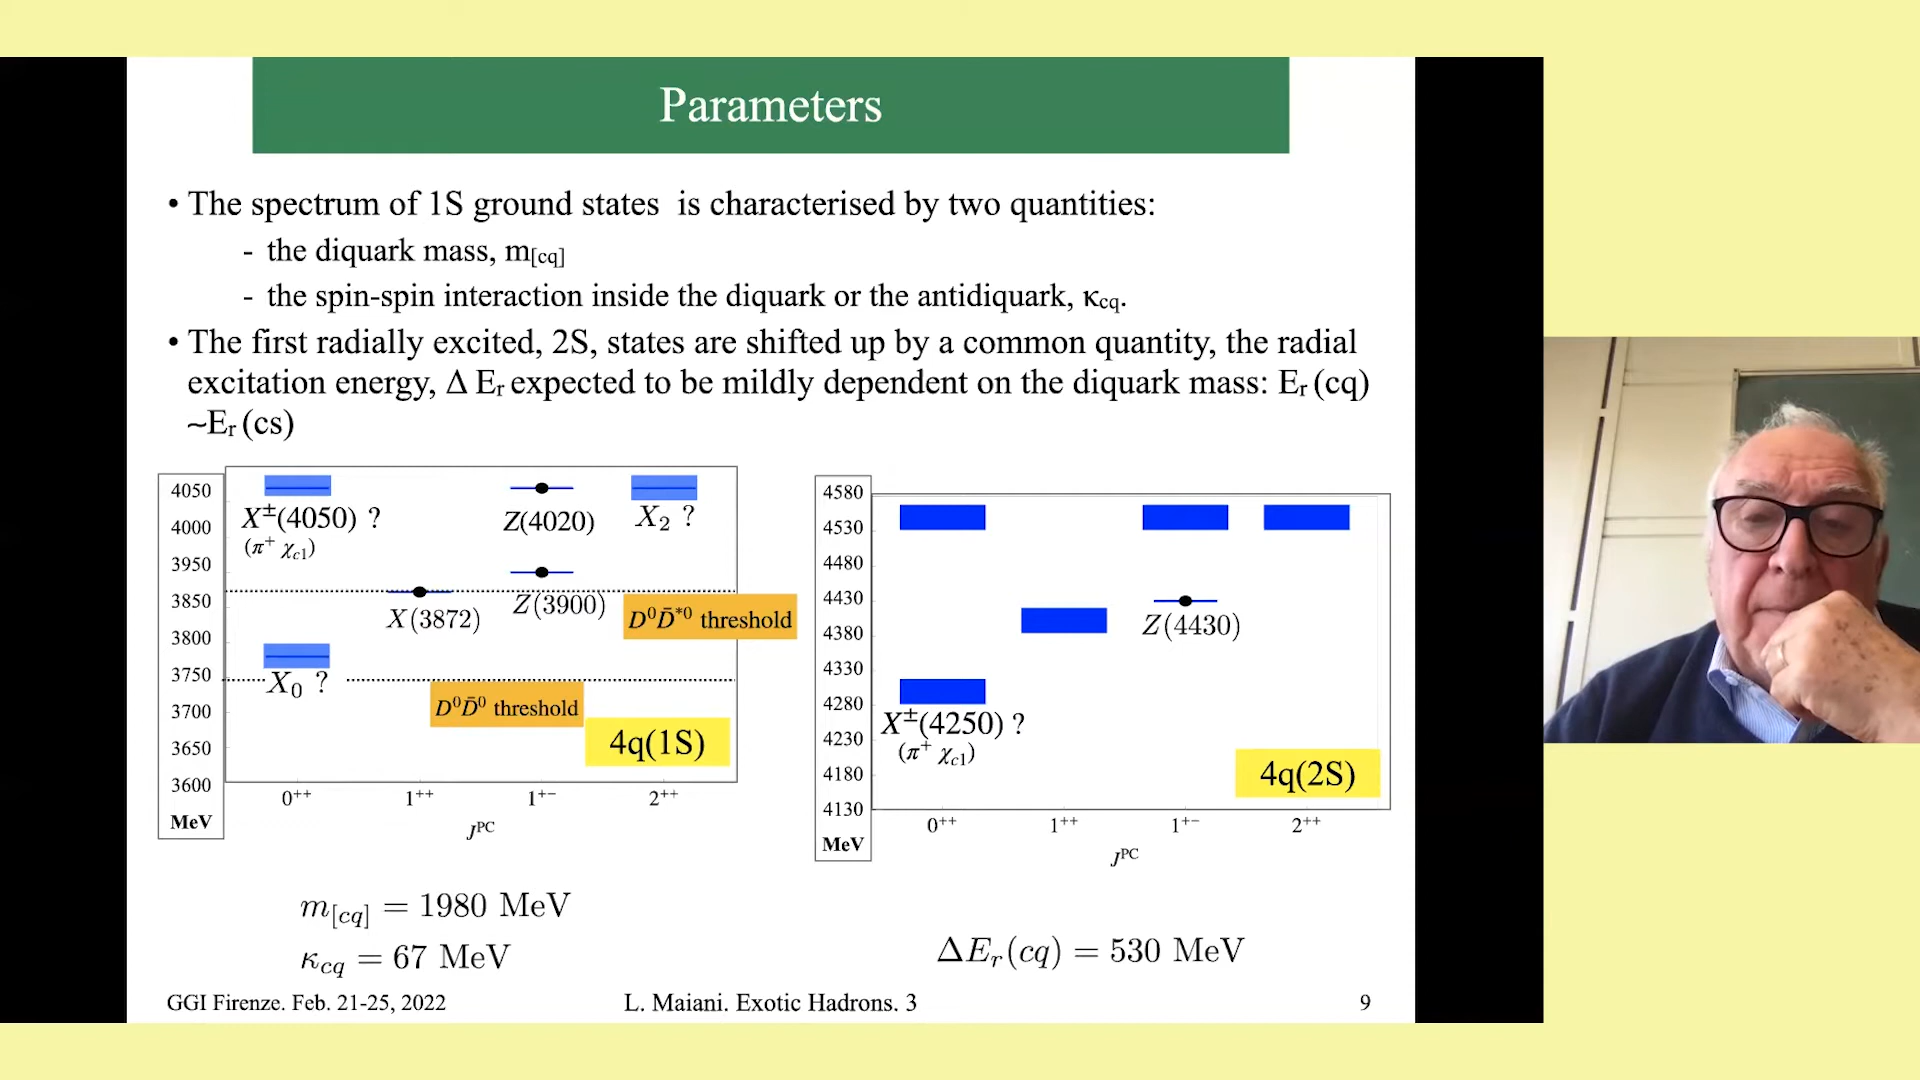 Parameters
• The spectrum of 1S ground states is characterised by two quantities:
- the diquark mass, m[cq]
- the spin-spin interaction inside the diquark or the antidiquark, κcq.
• The first radially excited, 2S, states are shifted up by a common quantity, the radial
excitation energy, Δ Er expected to be mildly dependent on the diquark mass: Er (cq)
~Er (cs)
4050
4000
3950
3850
3800
3750
3700
3650
3600
MeV
X±(4050) ?
(π+ χc1)
Z(4020)
X2 ?
X(3872)
Z(3900)
D0D̄*0 threshold
X0 ?
D0D̄0 threshold
4q(1S)
0++ 1++ 1+− 2++
JPC
4580
4530
4480
4430
4380
4330
4280
4230
4180
4130
MeV
Z(4430)
X±(4250) ?
(π+ χc1)
4q(2S)
0++ 1++ 1+− 2++
JPC
m[cq] = 1980 MeV
κcq = 67 MeV
ΔEr(cq) = 530 MeV
GGI Firenze. Feb. 21-25, 2022 L. Maiani. Exotic Hadrons. 3 9